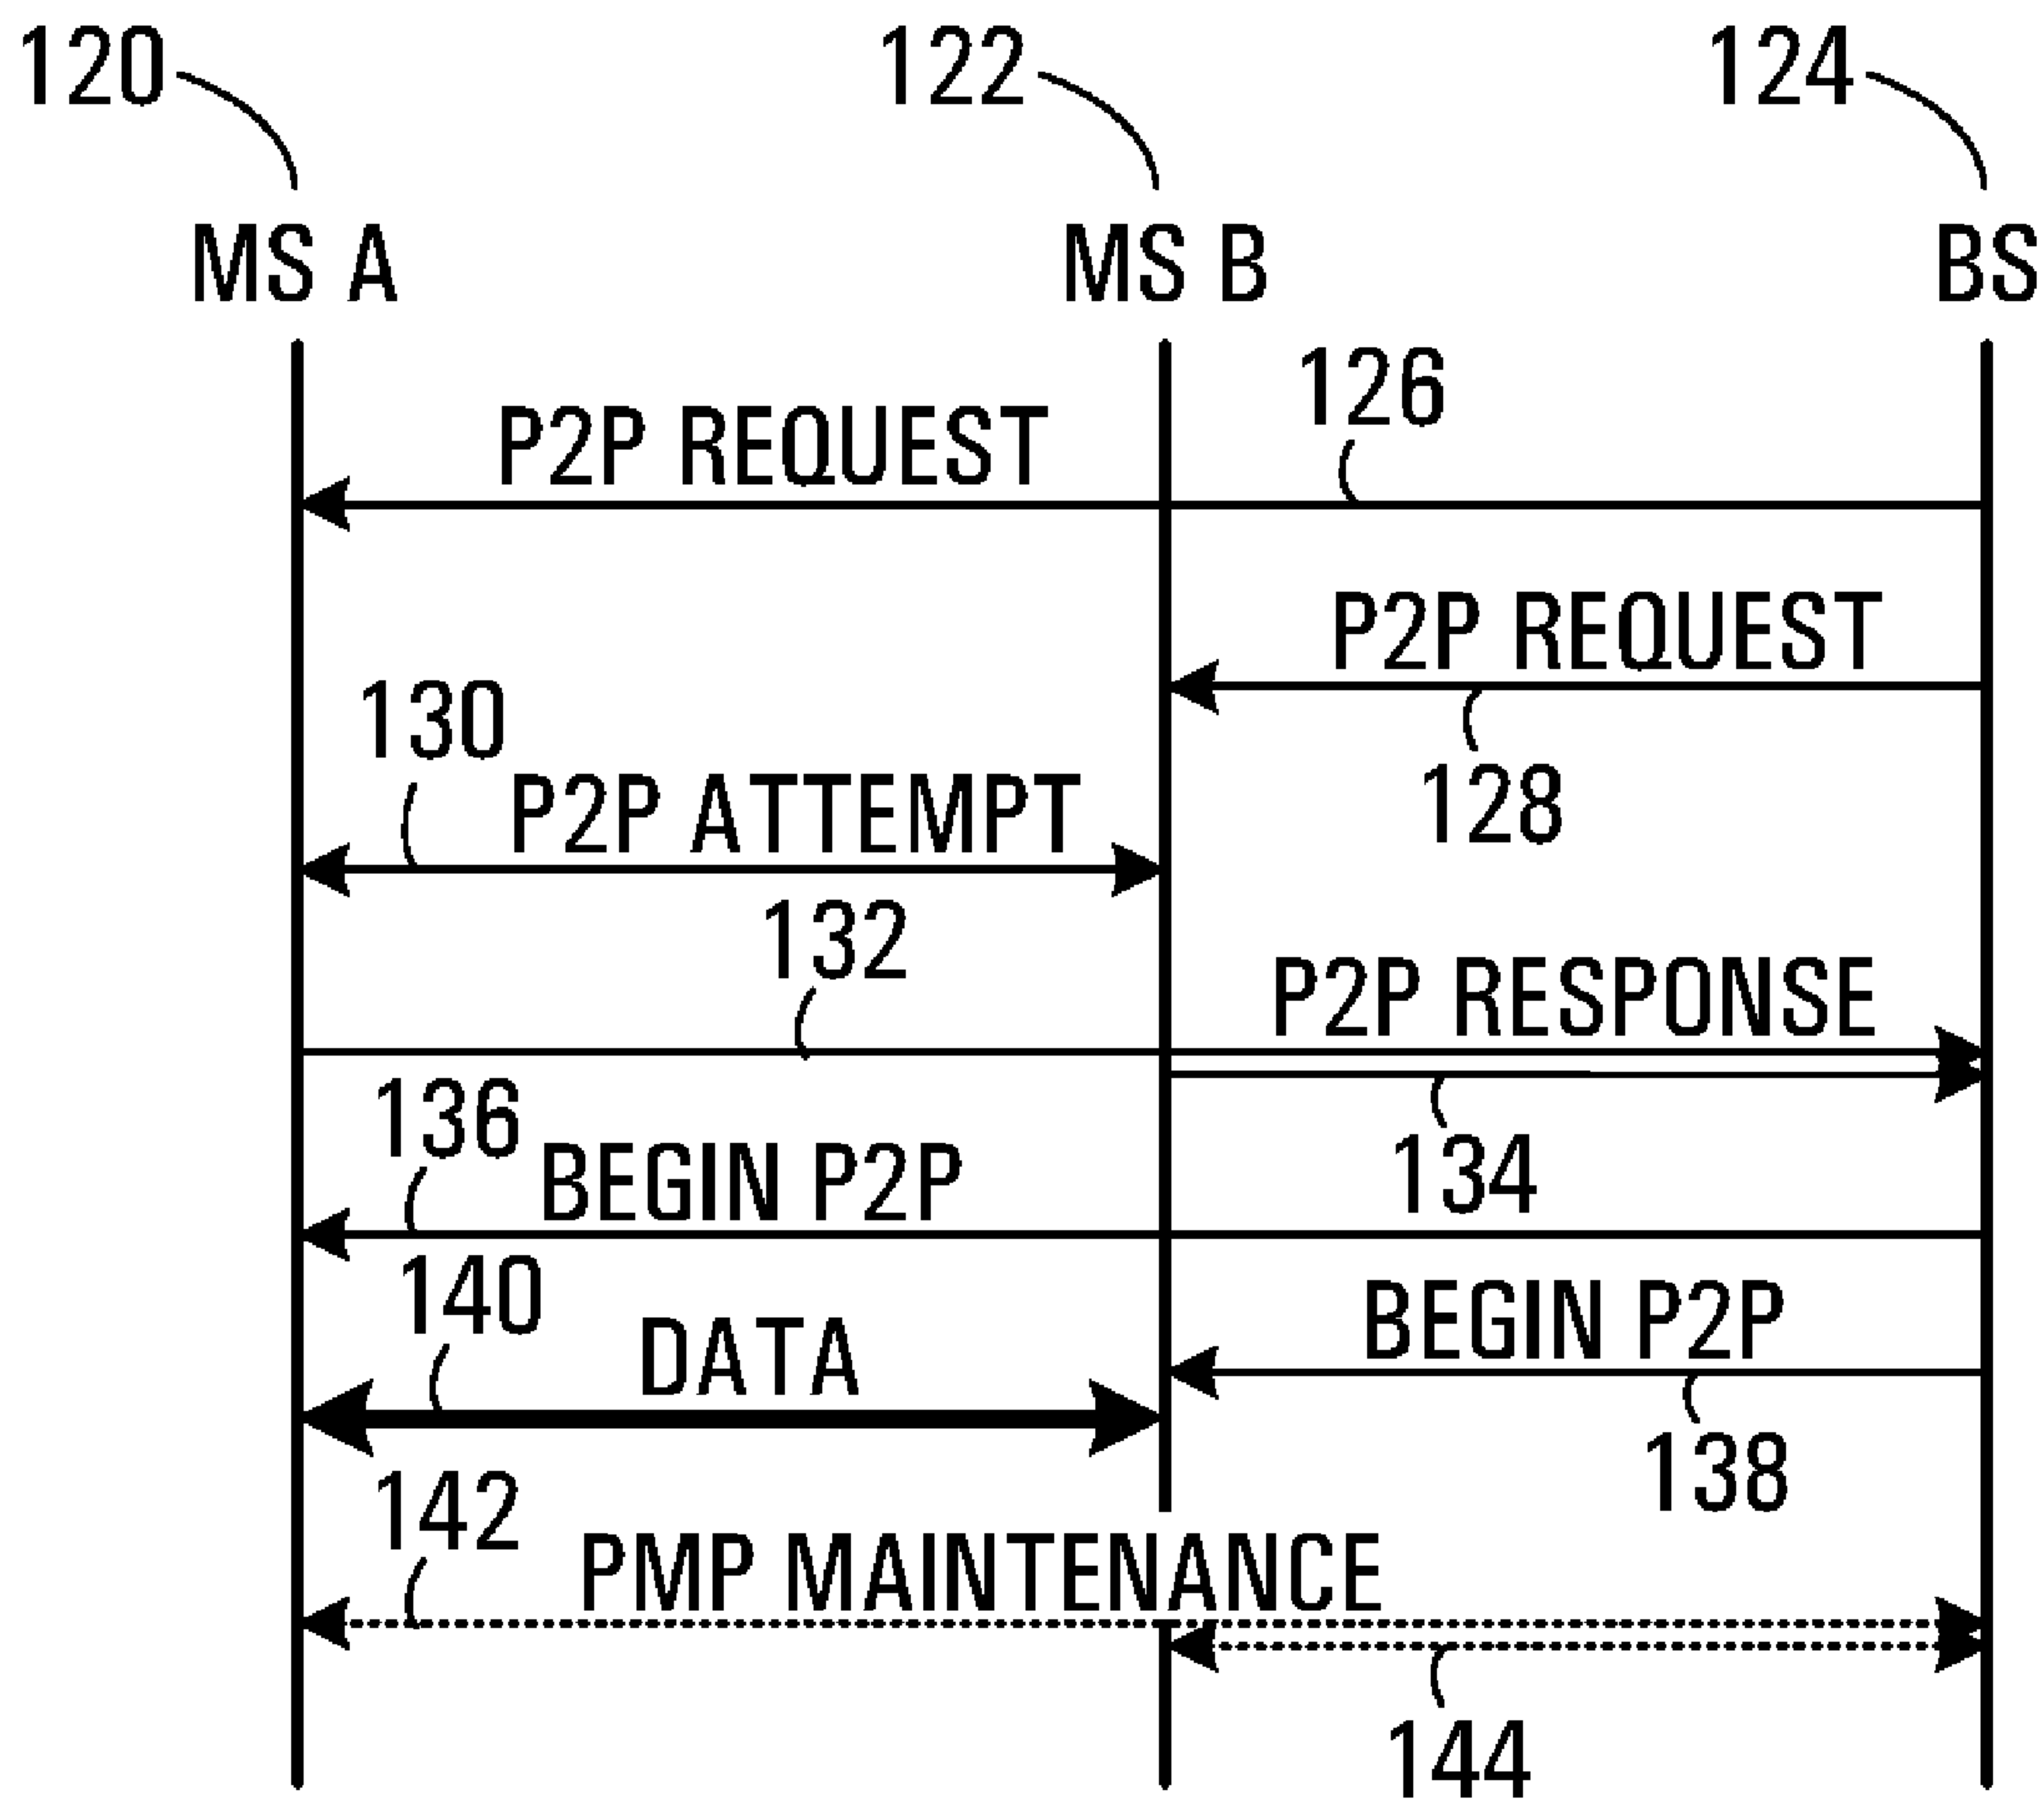 120 122 124
MS A MS B BS
126
P2P REQUEST
P2P REQUEST
130
128
P2P ATTEMPT
132
P2P RESPONSE
136
134
BEGIN P2P
140
BEGIN P2P
DATA
138
142
PMP MAINTENANCE
144